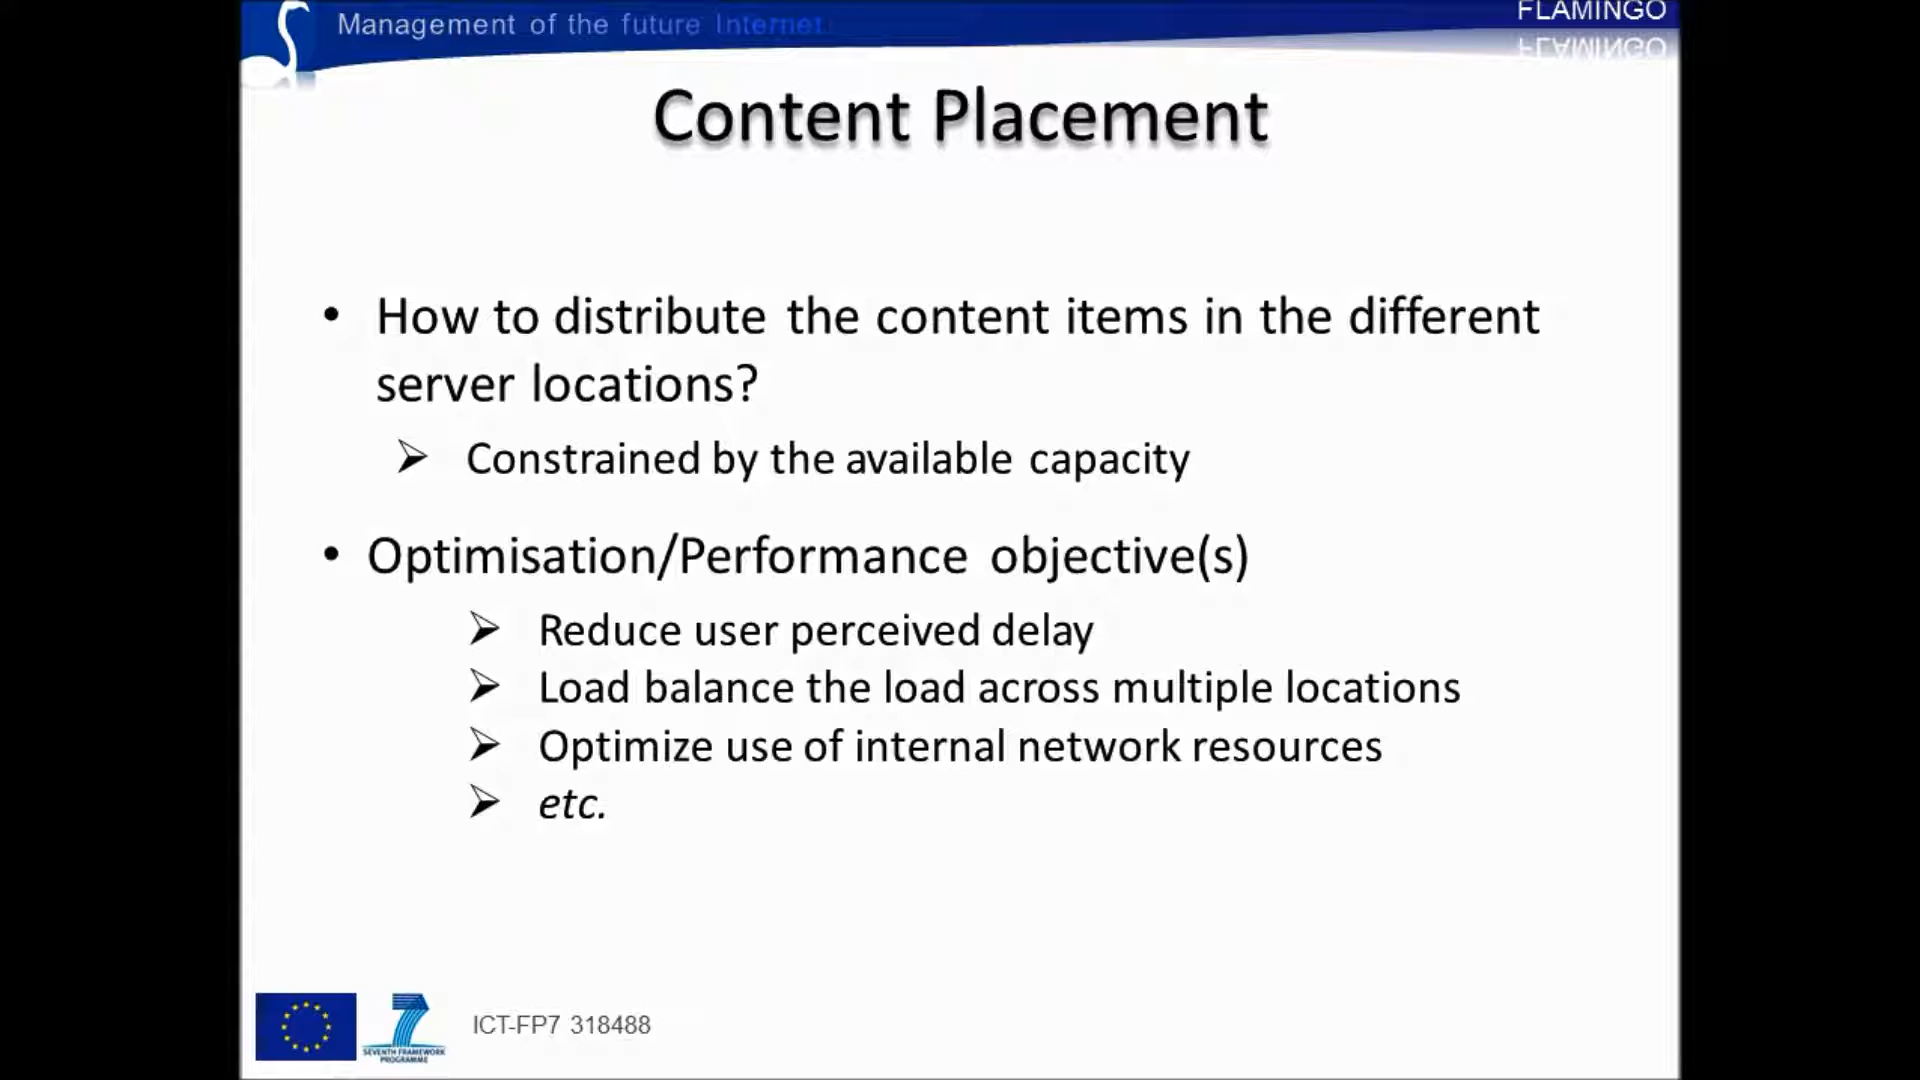 Management of the future Internet
FLAMINGO
Content Placement
• How to distribute the content items in the different
server locations?
➢ Constrained by the available capacity
• Optimisation/Performance objective(s)
➢ Reduce user perceived delay
➢ Load balance the load across multiple locations
➢ Optimize use of internal network resources
➢ etc.
SEVENTH FRAMEWORK
PROGRAMME
ICT-FP7 318488